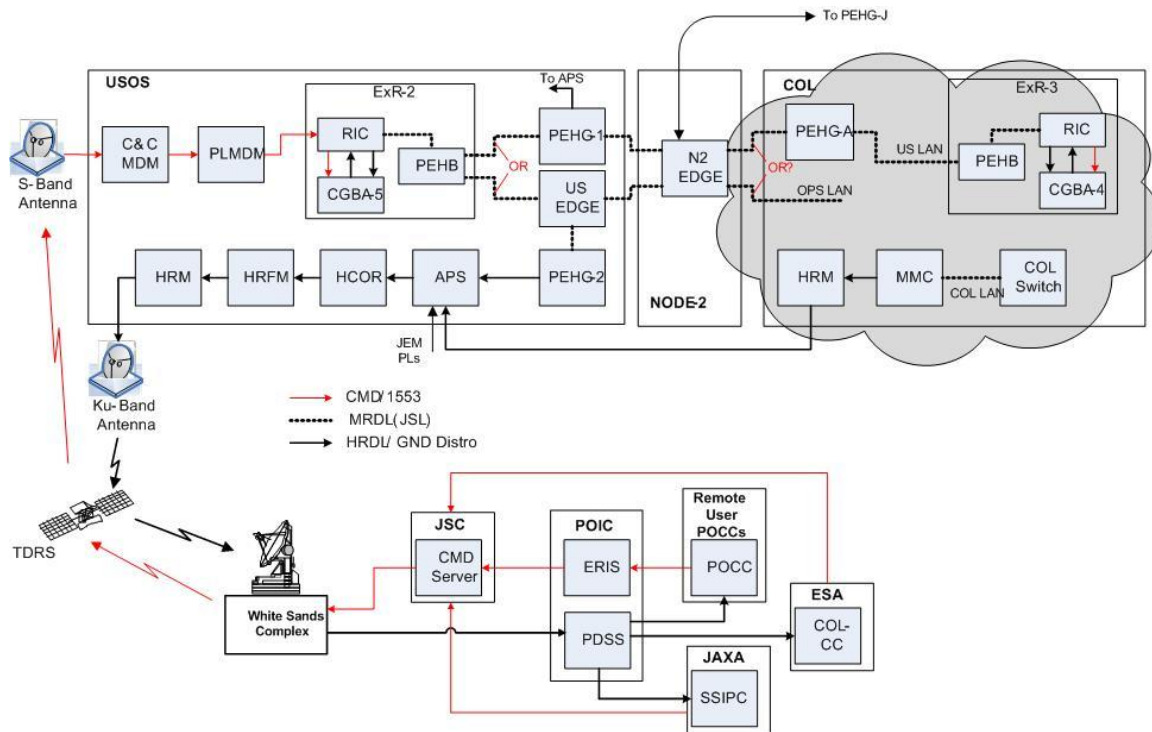 To PEHG-J
USOS
COL
ExR-2
To APS
ExR-3
C& C
MDM
PLMDM
RIC
PEHB
CGBA-5
OR
PEHG-1
US
EDGE
N2
EDGE
OR?
PEHG-A
US LAN
OPS LAN
PEHB
RIC
CGBA-4
S-Band
Antenna
HRM
HRFM
HCOR
APS
PEHG-2
NODE-2
HRM
MMC
COL LAN
COL
Switch
JEM
PLs
Ku-Band
Antenna
CMD/1553
MRDL(JSL)
HRDL/ GND Distro
TDRS
White Sands
Complex
JSC
CMD
Server
POIC
ERIS
PDSS
Remote
User
POCCs
POCC
ESA
COL-
CC
JAXA
SSIPC